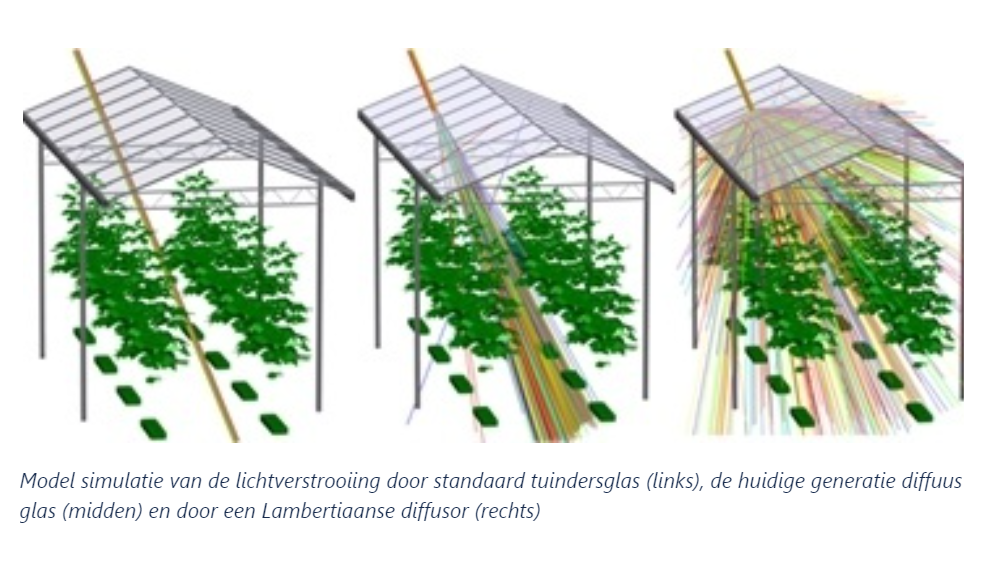 Model simulatie van de lichtverstrooiing door standaard tuindersglas (links), de huidige generatie diffuus
glas (midden) en door een Lambertiaanse diffusor (rechts)